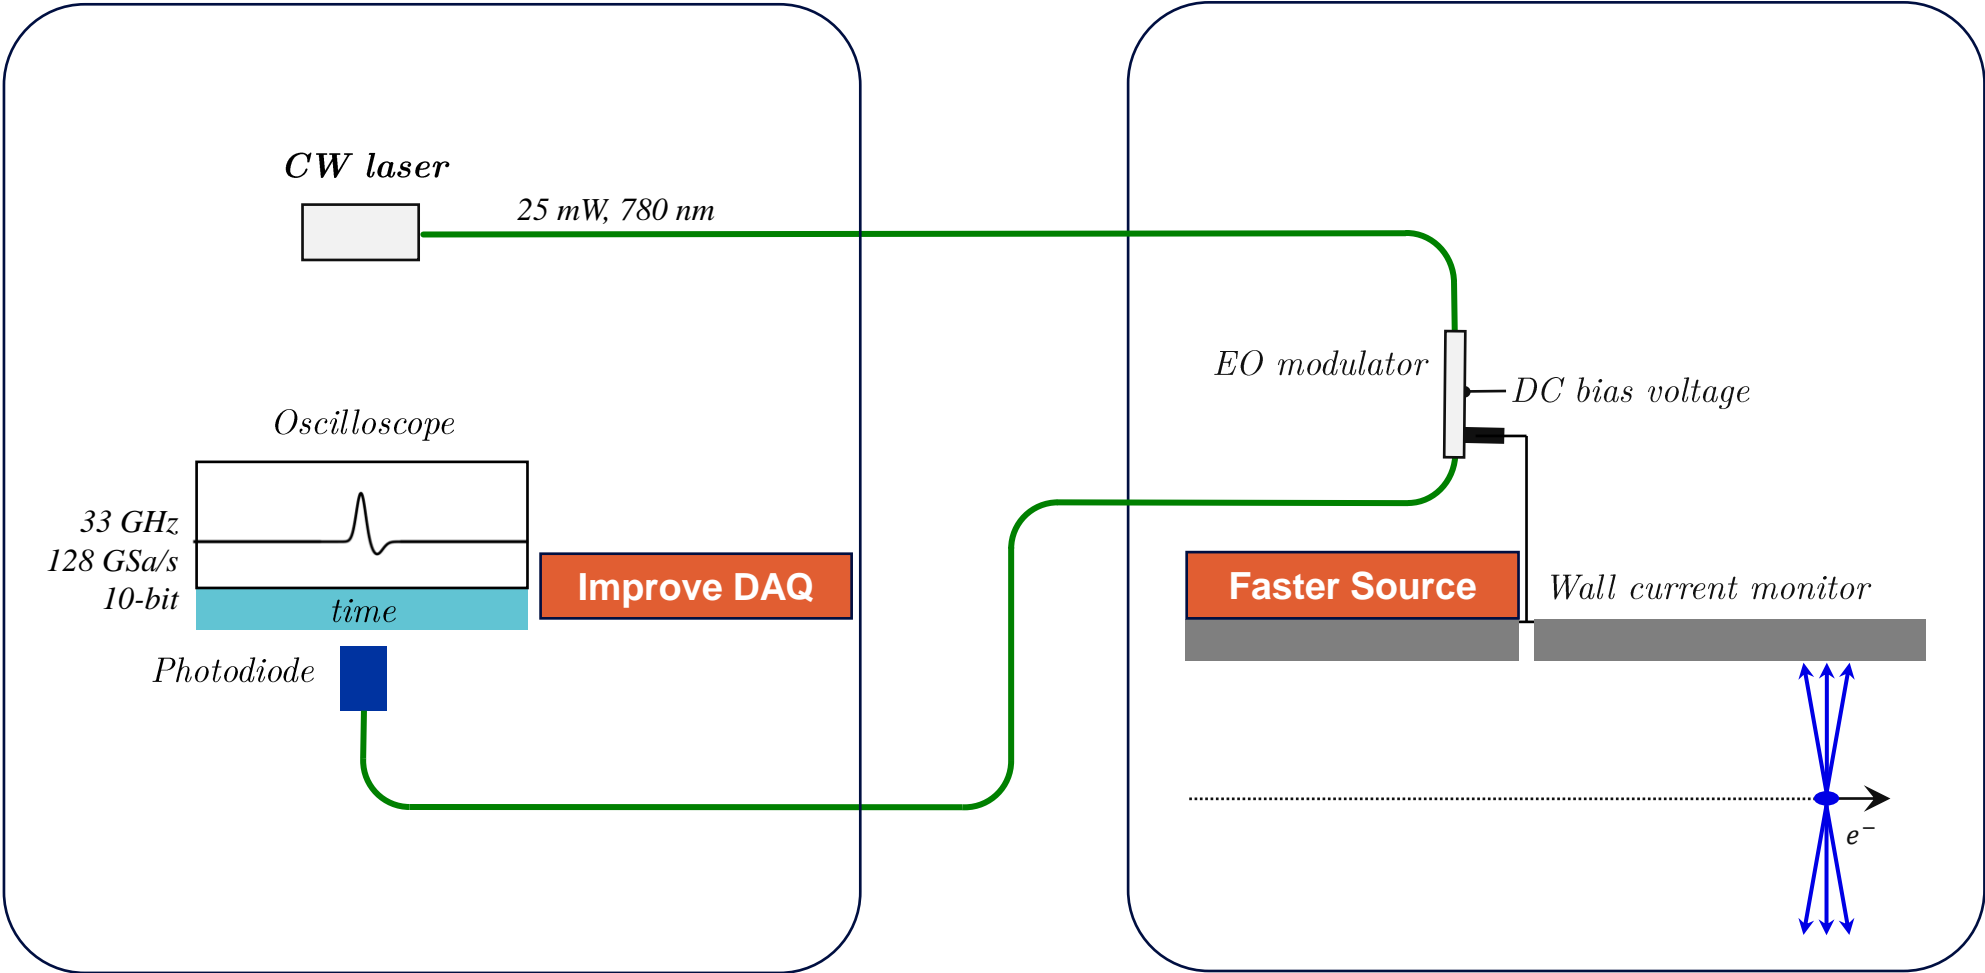 CW laser
25 mW, 780 nm
EO modulator
DC bias voltage
Oscilloscope
33 GHz
128 GSa/s
10-bit
time
Improve DAQ
Faster Source
Wall current monitor
Photodiode
e⁻